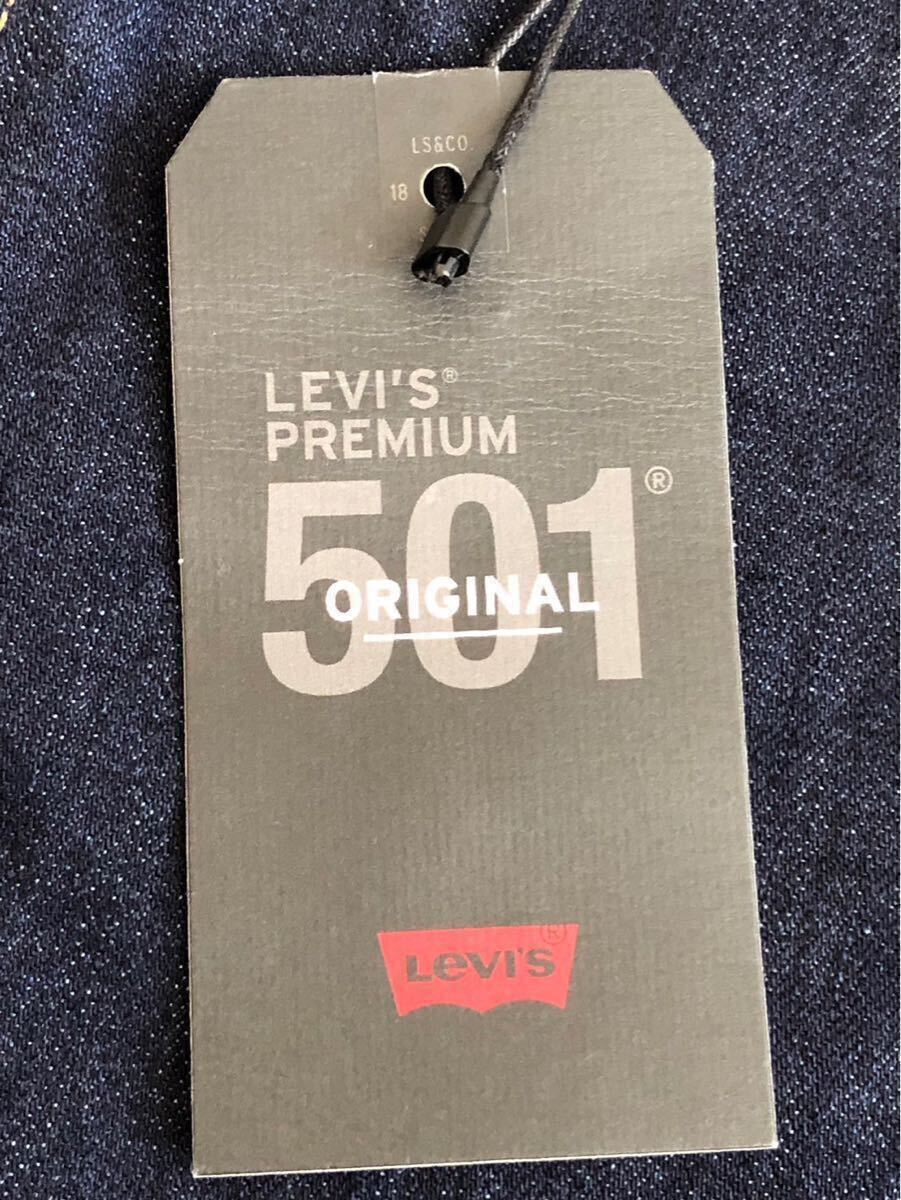 LS&CO.
18
LEVI'S®
PREMIUM
501®
ORIGINAL
LEVI'S®